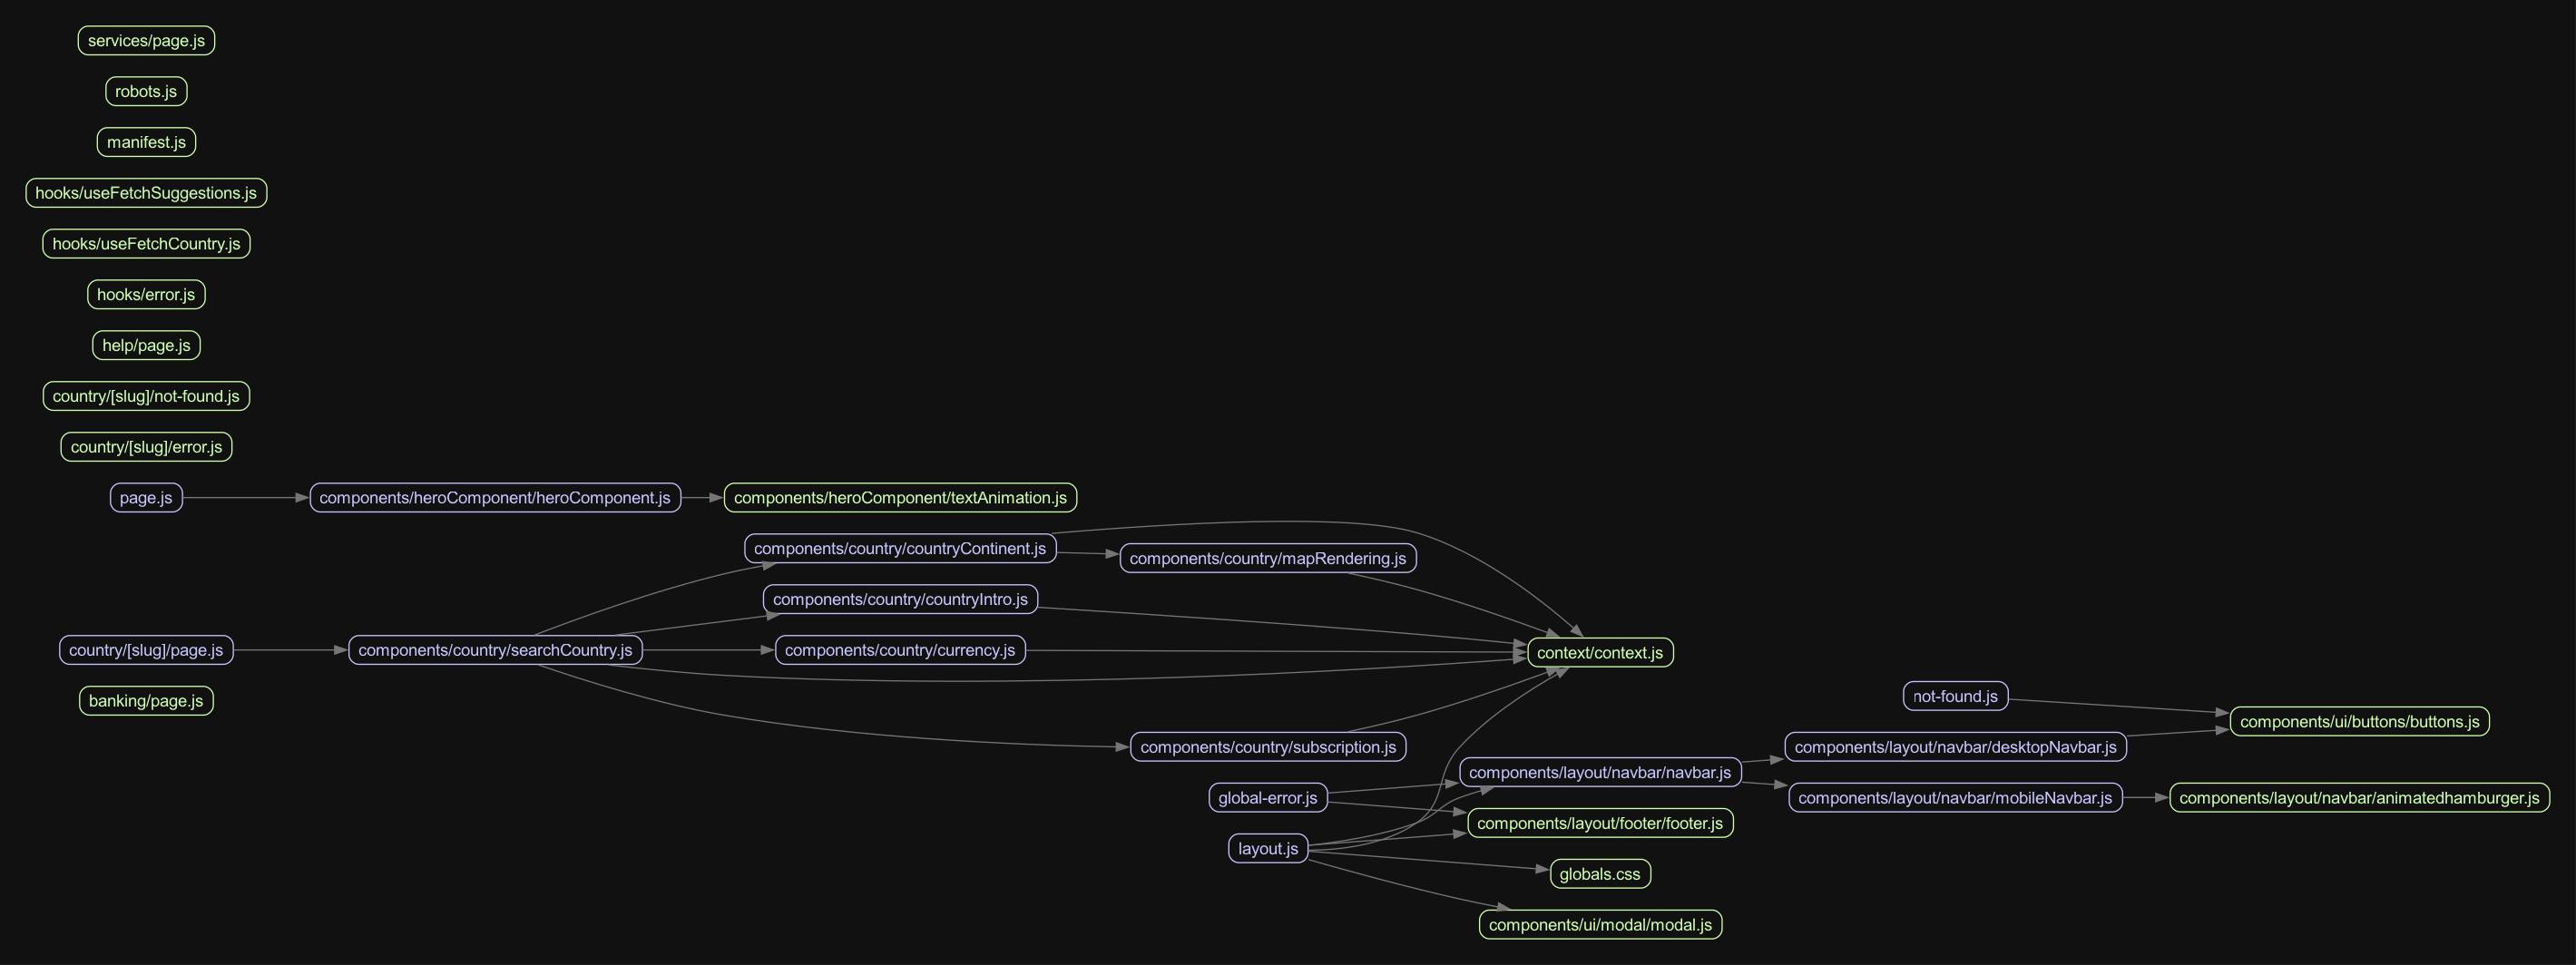 services/page.js
robots.js
manifest.js
hooks/useFetchSuggestions.js
hooks/useFetchCountry.js
hooks/error.js
help/page.js
country/[slug]/not-found.js
country/[slug]/error.js
page.js
components/heroComponent/heroComponent.js
components/heroComponent/textAnimation.js
components/country/countryContinent.js
components/country/mapRendering.js
components/country/countryIntro.js
country/[slug]/page.js
components/country/searchCountry.js
components/country/currency.js
context/context.js
banking/page.js
not-found.js
components/ui/buttons/buttons.js
components/country/subscription.js
components/layout/navbar/desktopNavbar.js
components/layout/navbar/navbar.js
global-error.js
components/layout/navbar/mobileNavbar.js
components/layout/navbar/animatedhamburger.js
components/layout/footer/footer.js
layout.js
globals.css
components/ui/modal/modal.js